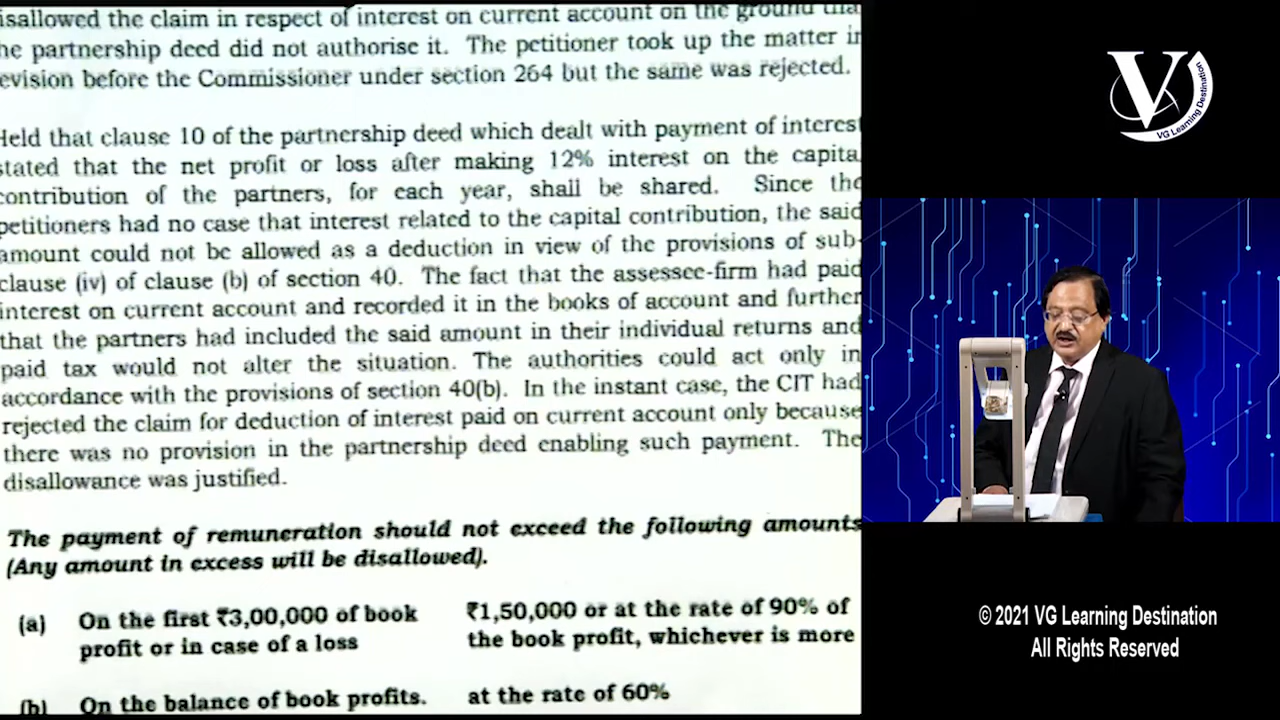 isallowed the claim in respect of interest on current account on the ground tha
he partnership deed did not authorise it. The petitioner took up the matter in
evision before the Commissioner under section 264 but the same was rejected.
Held that clause 10 of the partnership deed which dealt with payment of interest
stated that the net profit or loss after making 12% interest on the capita
contribution of the partners, for each year, shall be shared. Since the
petitioners had no case that interest related to the capital contribution, the said
amount could not be allowed as a deduction in view of the provisions of sub-
clause (iv) of clause (b) of section 40. The fact that the assessee-firm had paid
interest on current account and recorded it in the books of account and further
that the partners had included the said amount in their individual returns and
paid tax would not alter the situation. The authorities could act only in
accordance with the provisions of section 40(b). In the instant case, the CIT had
rejected the claim for deduction of interest paid on current account only because
there was no provision in the partnership deed enabling such payment. The
disallowance was justified.
The payment of remuneration should not exceed the following amounts
(Any amount in excess will be disallowed).
(a) On the first ₹3,00,000 of book ₹1,50,000 or at the rate of 90% of
profit or in case of a loss the book profit, whichever is more
(b) On the balance of book profits. at the rate of 60%
V
VG Learning Destination
© 2021 VG Learning Destination
All Rights Reserved